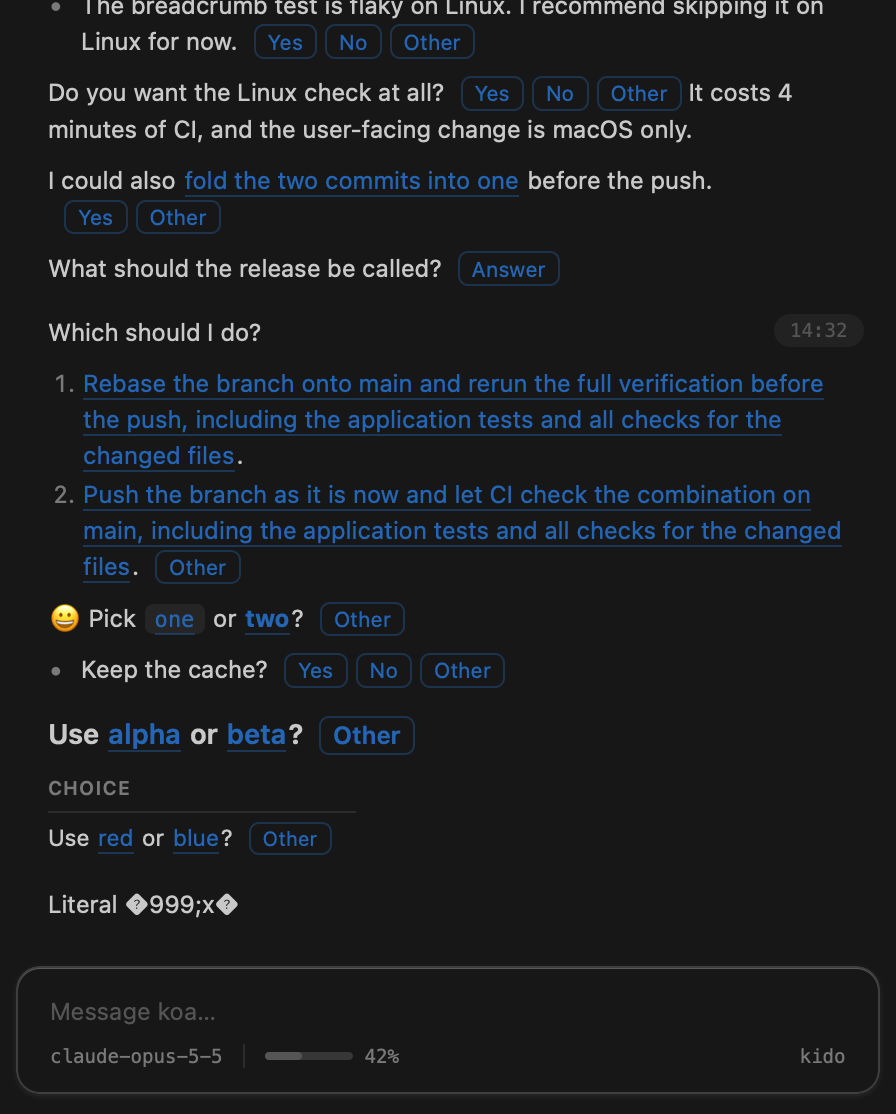 • The breadcrumb test is flaky on Linux. I recommend skipping it on
Linux for now. Yes No Other
Do you want the Linux check at all? Yes No Other It costs 4
minutes of CI, and the user-facing change is macOS only.
I could also fold the two commits into one before the push.
Yes Other
What should the release be called? Answer
Which should I do? 14:32
1. Rebase the branch onto main and rerun the full verification before
the push, including the application tests and all checks for the
changed files.
2. Push the branch as it is now and let CI check the combination on
main, including the application tests and all checks for the changed
files. Other
😀 Pick one or two? Other
• Keep the cache? Yes No Other
Use alpha or beta? Other
CHOICE
Use red or blue? Other
Literal �999;x�
Message koa...
claude-opus-5-5 42% kido